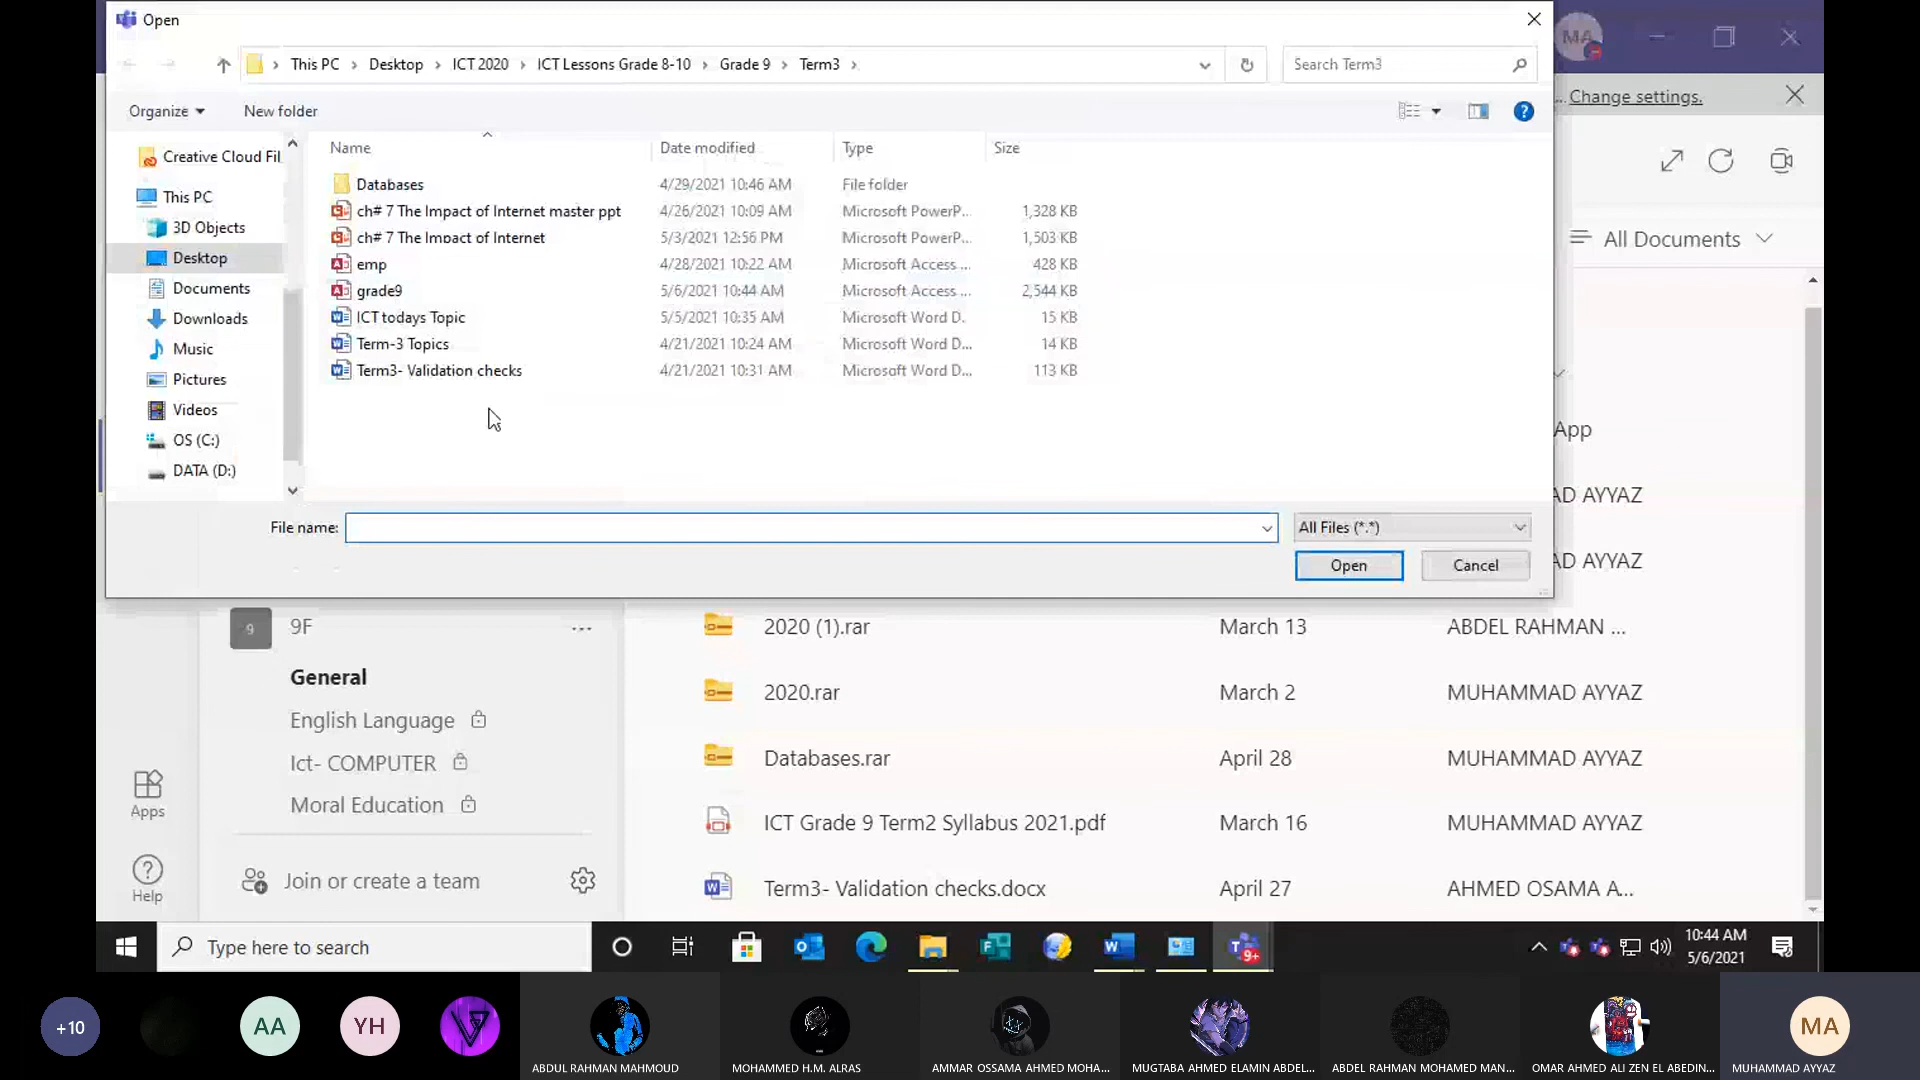 Open
MA
This PC › Desktop › ICT 2020 › ICT Lessons Grade 8-10 › Grade 9 › Term3 ›
Search Term3
... Change settings.
Organize
New folder
Name Date modified Type Size
Creative Cloud Fil
This PC
3D Objects
Desktop
Documents
Downloads
Music
Pictures
Videos
OS (C:)
DATA (D:)
Databases 4/29/2021 10:46 AM File folder
ch# 7 The Impact of Internet master ppt 4/26/2021 10:09 AM Microsoft PowerP... 1,328 KB
ch# 7 The Impact of Internet 5/3/2021 12:56 PM Microsoft PowerP... 1,503 KB
emp 4/28/2021 10:22 AM Microsoft Access ... 428 KB
grade9 5/6/2021 10:44 AM Microsoft Access ... 2,544 KB
ICT todays Topic 5/5/2021 10:35 AM Microsoft Word D. 15 KB
Term-3 Topics 4/21/2021 10:24 AM Microsoft Word D... 14 KB
Term3- Validation checks 4/21/2021 10:31 AM Microsoft Word D... 113 KB
File name:
All Files (*.*)
Open
Cancel
All Documents
App
AD AYYAZ
AD AYYAZ
9 9F ...
General
English Language
Ict- COMPUTER
Moral Education
Join or create a team
Apps
Help
2020 (1).rar March 13 ABDEL RAHMAN ...
2020.rar March 2 MUHAMMAD AYYAZ
Databases.rar April 28 MUHAMMAD AYYAZ
ICT Grade 9 Term2 Syllabus 2021.pdf March 16 MUHAMMAD AYYAZ
Term3- Validation checks.docx April 27 AHMED OSAMA A...
Type here to search
9+
10:44 AM
5/6/2021
+10
AA
YH
MA
ABDUL RAHMAN MAHMOUD
MOHAMMED H.M. ALRAS
AMMAR OSSAMA AHMED MOHA...
MUGTABA AHMED ELAMIN ABDEL...
ABDEL RAHMAN MOHAMED MAN...
OMAR AHMED ALI ZEN EL ABEDIN...
MUHAMMAD AYYAZ